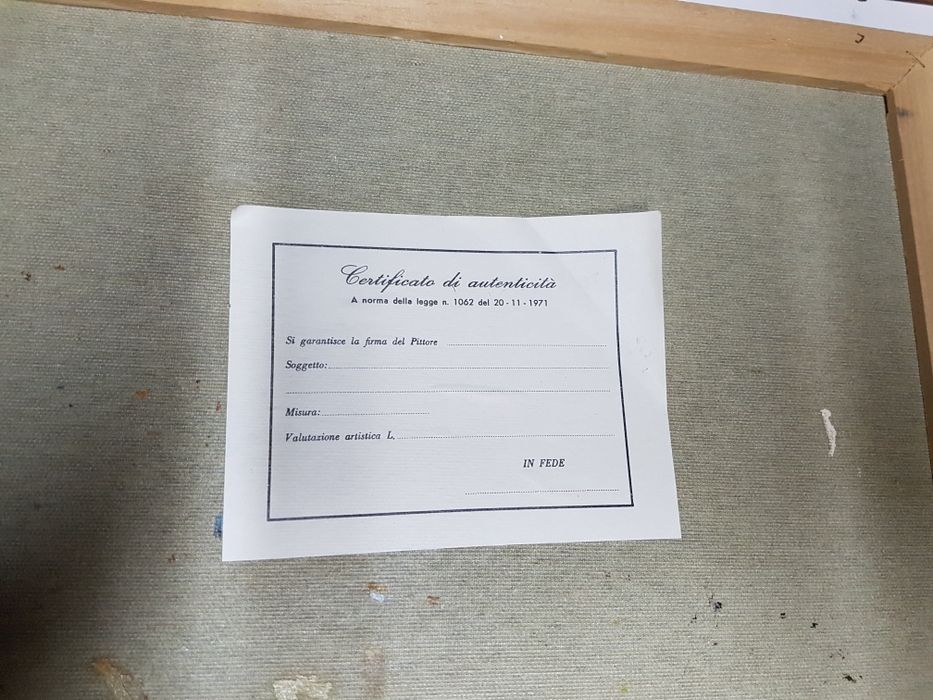 Certificato di autenticità
A norma della legge n. 1062 del 20 - 11 - 1971
Si garantisce la firma del Pittore
Soggetto:
Misura:
Valutazione artistica L.
IN FEDE